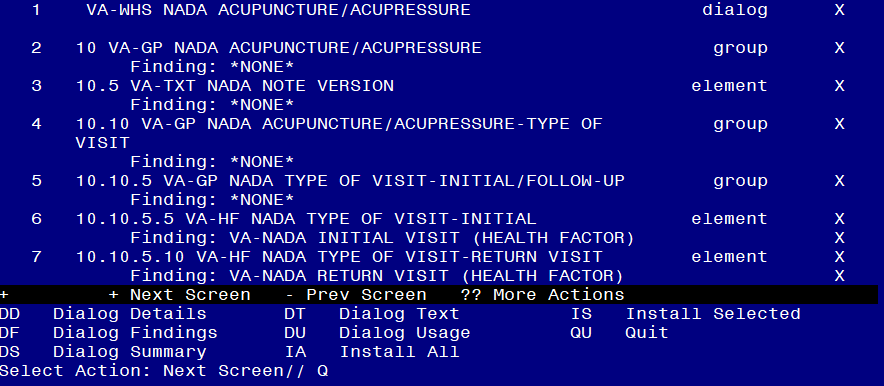 1 VA-WHS NADA ACUPUNCTURE/ACUPRESSURE dialog X
2 10 VA-GP NADA ACUPUNCTURE/ACUPRESSURE group X
Finding: *NONE*
3 10.5 VA-TXT NADA NOTE VERSION element X
Finding: *NONE*
4 10.10 VA-GP NADA ACUPUNCTURE/ACUPRESSURE-TYPE OF group X
VISIT
Finding: *NONE*
5 10.10.5 VA-GP NADA TYPE OF VISIT-INITIAL/FOLLOW-UP group X
Finding: *NONE*
6 10.10.5.5 VA-HF NADA TYPE OF VISIT-INITIAL element X
Finding: VA-NADA INITIAL VISIT (HEALTH FACTOR) X
7 10.10.5.10 VA-HF NADA TYPE OF VISIT-RETURN VISIT element X
Finding: VA-NADA RETURN VISIT (HEALTH FACTOR) X
+ + Next Screen - Prev Screen ?? More Actions
DD Dialog Details DT Dialog Text IS Install Selected
DF Dialog Findings DU Dialog Usage QU Quit
DS Dialog Summary IA Install All
Select Action: Next Screen// Q